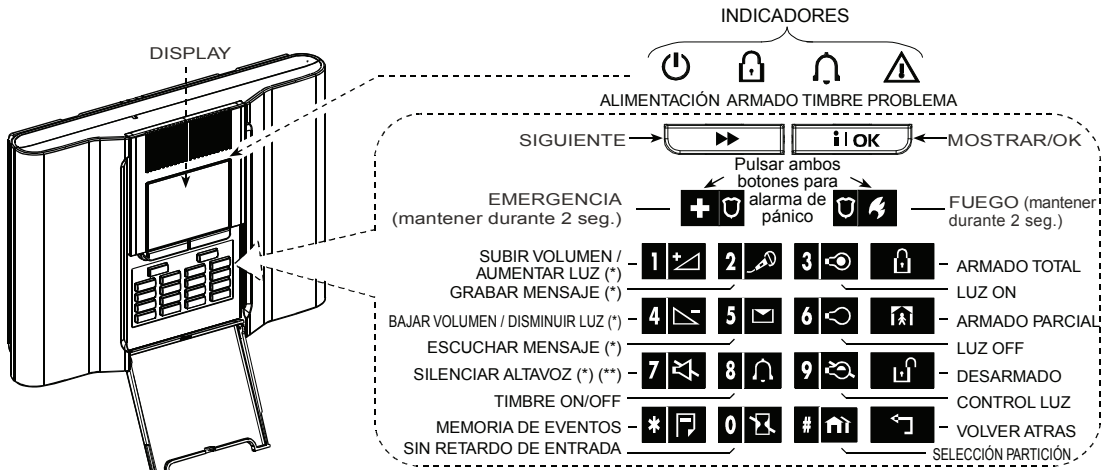 INDICADORES
DISPLAY
ALIMENTACIÓN ARMADO TIMBRE PROBLEMA
SIGUIENTE
i OK
MOSTRAR/OK
Pulsar ambos
botones para
alarma de
pánico
EMERGENCIA
(mantener durante 2 seg.)
FUEGO (mantener
durante 2 seg.)
SUBIR VOLUMEN /
AUMENTAR LUZ (*)
1 2 3
ARMADO TOTAL
GRABAR MENSAJE (*)
LUZ ON
BAJAR VOLUMEN / DISMINUIR LUZ (*)
4 5 6
ARMADO PARCIAL
ESCUCHAR MENSAJE (*)
LUZ OFF
SILENCIAR ALTAVOZ (*) (**)
7 8 9
DESARMADO
TIMBRE ON/OFF
CONTROL LUZ
MEMORIA DE EVENTOS
* 0 #
VOLVER ATRAS
SIN RETARDO DE ENTRADA
SELECCIÓN PARTICIÓN